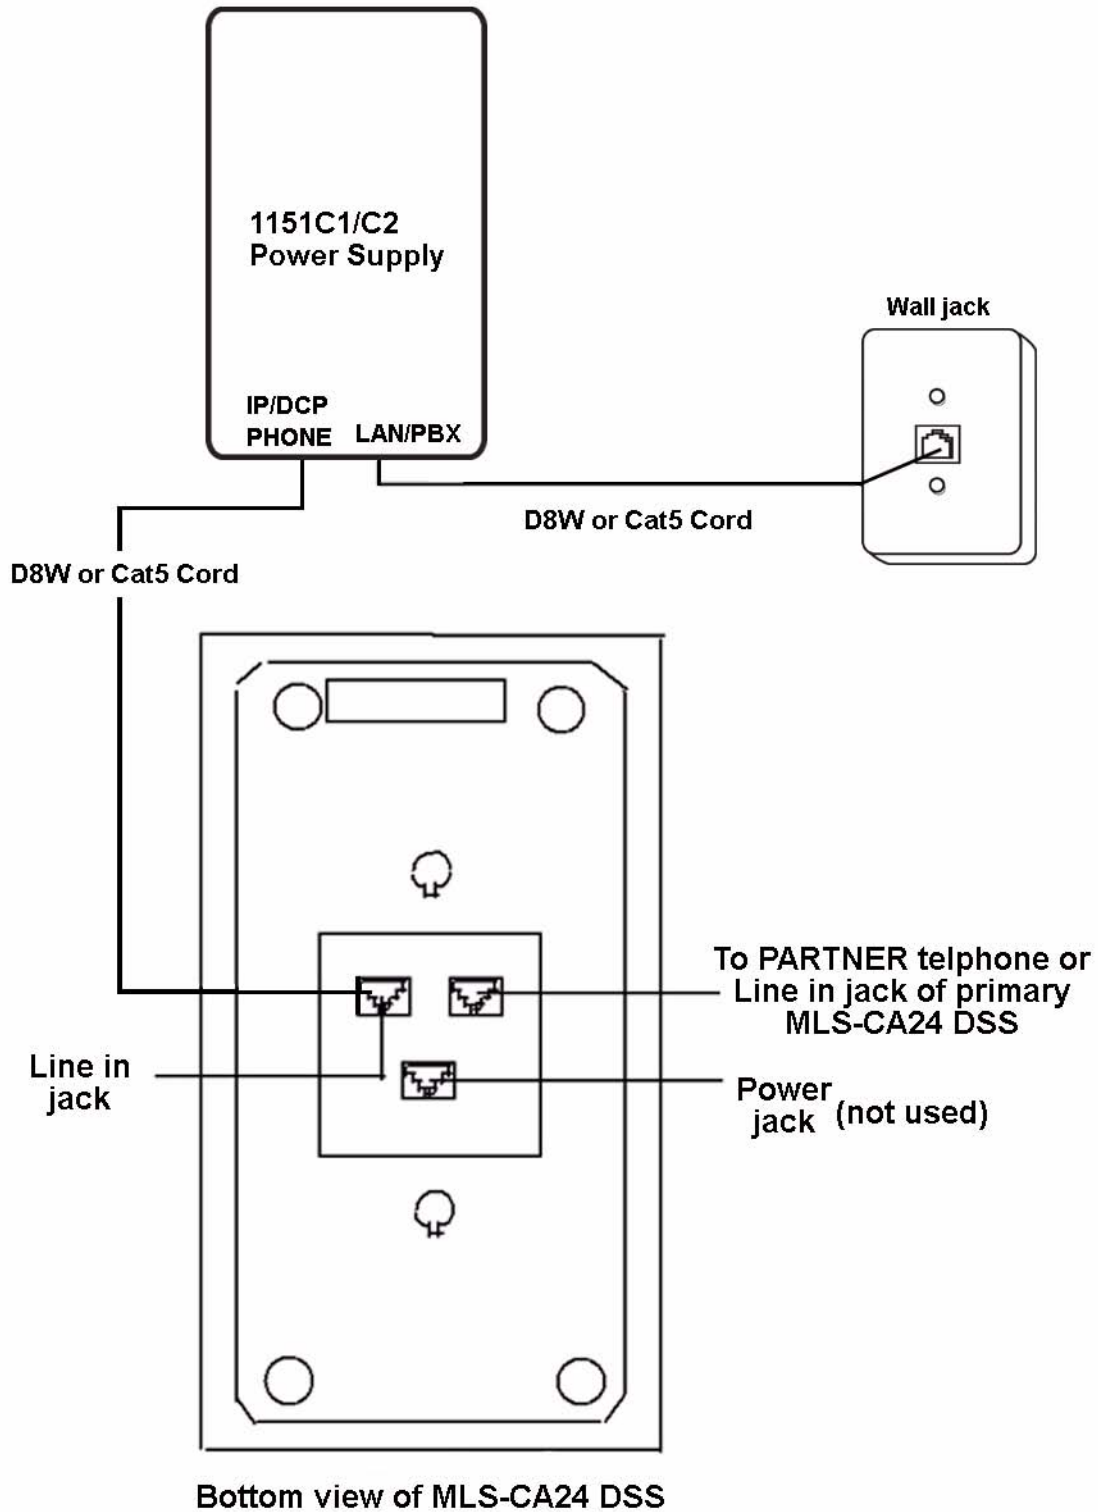 1151C1/C2
Power Supply
IP/DCP
PHONE
LAN/PBX
Wall jack
D8W or Cat5 Cord
D8W or Cat5 Cord
To PARTNER telphone or
Line in jack of primary
MLS-CA24 DSS
Line in
jack
Power
jack
(not used)
Bottom view of MLS-CA24 DSS